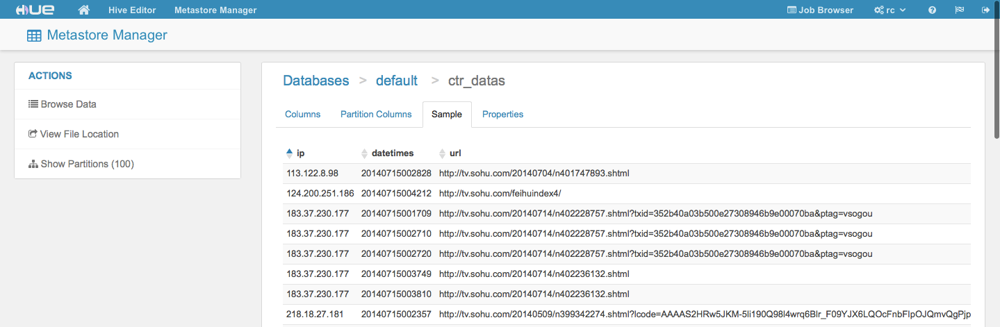 HUE Hive Editor Metastore Manager Job Browser rc
Metastore Manager
ACTIONS
Browse Data
View File Location
Show Partitions (100)
Databases > default > ctr_datas
Columns Partition Columns Sample Properties
ip datetimes url
113.122.8.98 20140715002828 http://tv.sohu.com/20140704/n401747893.shtml
124.200.251.186 20140715004212 http://tv.sohu.com/feihuindex4/
183.37.230.177 20140715001709 http://tv.sohu.com/20140714/n402228757.shtml?txid=352b40a03b500e27308946b9e00070ba&ptag=vsogou
183.37.230.177 20140715002710 http://tv.sohu.com/20140714/n402228757.shtml?txid=352b40a03b500e27308946b9e00070ba&ptag=vsogou
183.37.230.177 20140715002720 http://tv.sohu.com/20140714/n402228757.shtml?txid=352b40a03b500e27308946b9e00070ba&ptag=vsogou
183.37.230.177 20140715003749 http://tv.sohu.com/20140714/n402236132.shtml
183.37.230.177 20140715003810 http://tv.sohu.com/20140714/n402236132.shtml
218.18.27.181 20140715002357 http://tv.sohu.com/20140509/n399342274.shtml?lcode=AAAAS2HRw5JKM-5li190Q98l4wrq6Blr_F09YJX6LQOcFnbFIpOJQmvQgPjp